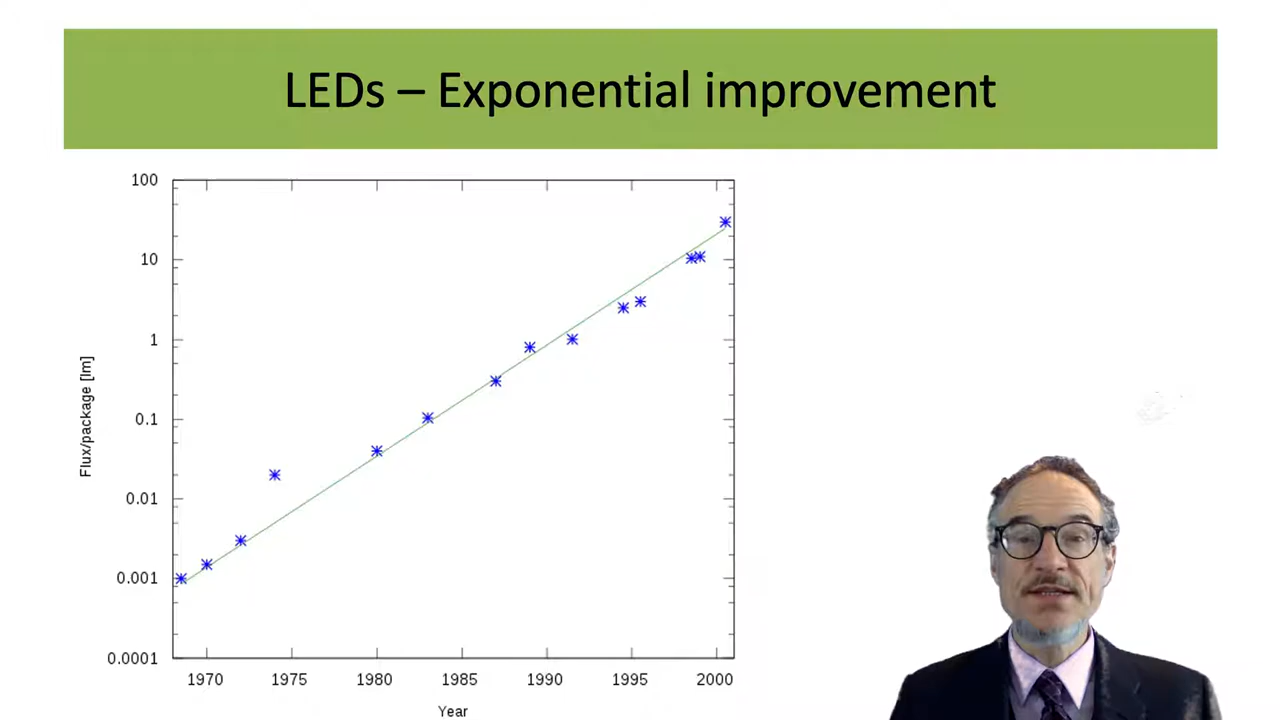 LEDs – Exponential improvement
100
10
1
0.1
0.01
0.001
0.0001
Flux/package [lm]
1970 1975 1980 1985 1990 1995 2000
Year